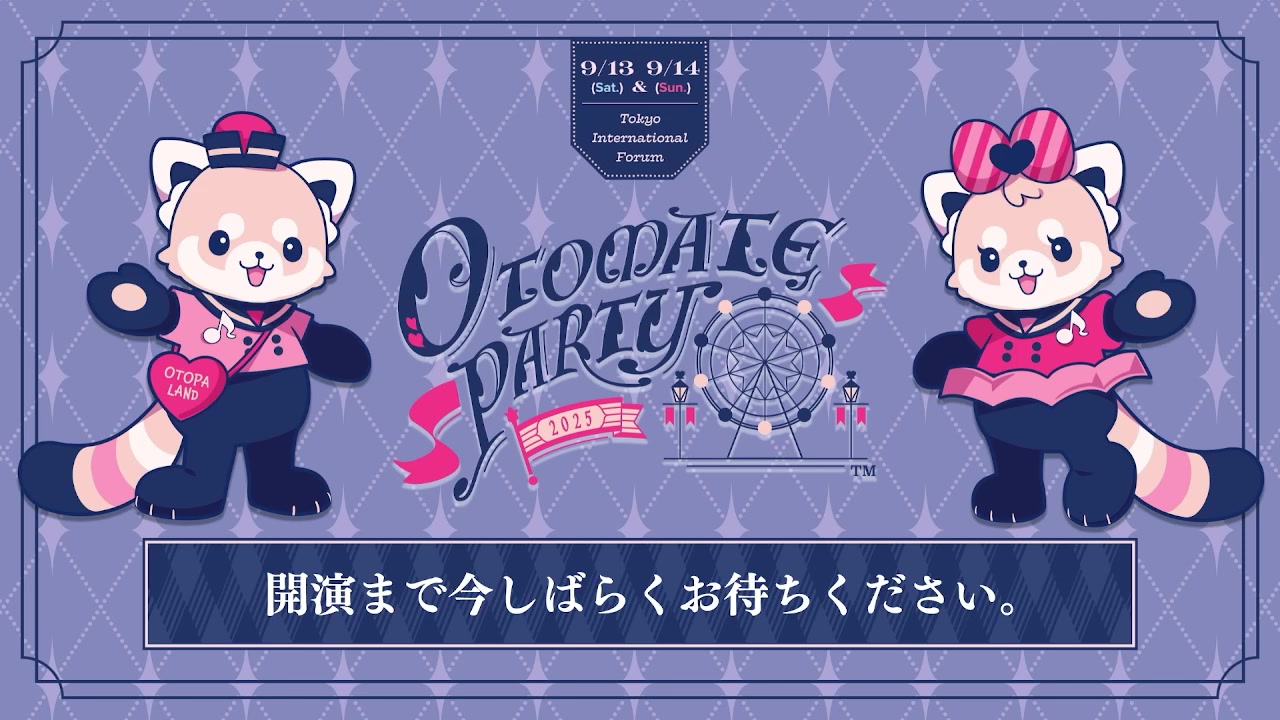 9/13 9/14
(Sat.) & (Sun.)
Tokyo
International
Forum
OTOMATE
PARTY
2025
TM
OTOPA
LAND
開演まで今しばらくお待ちください。